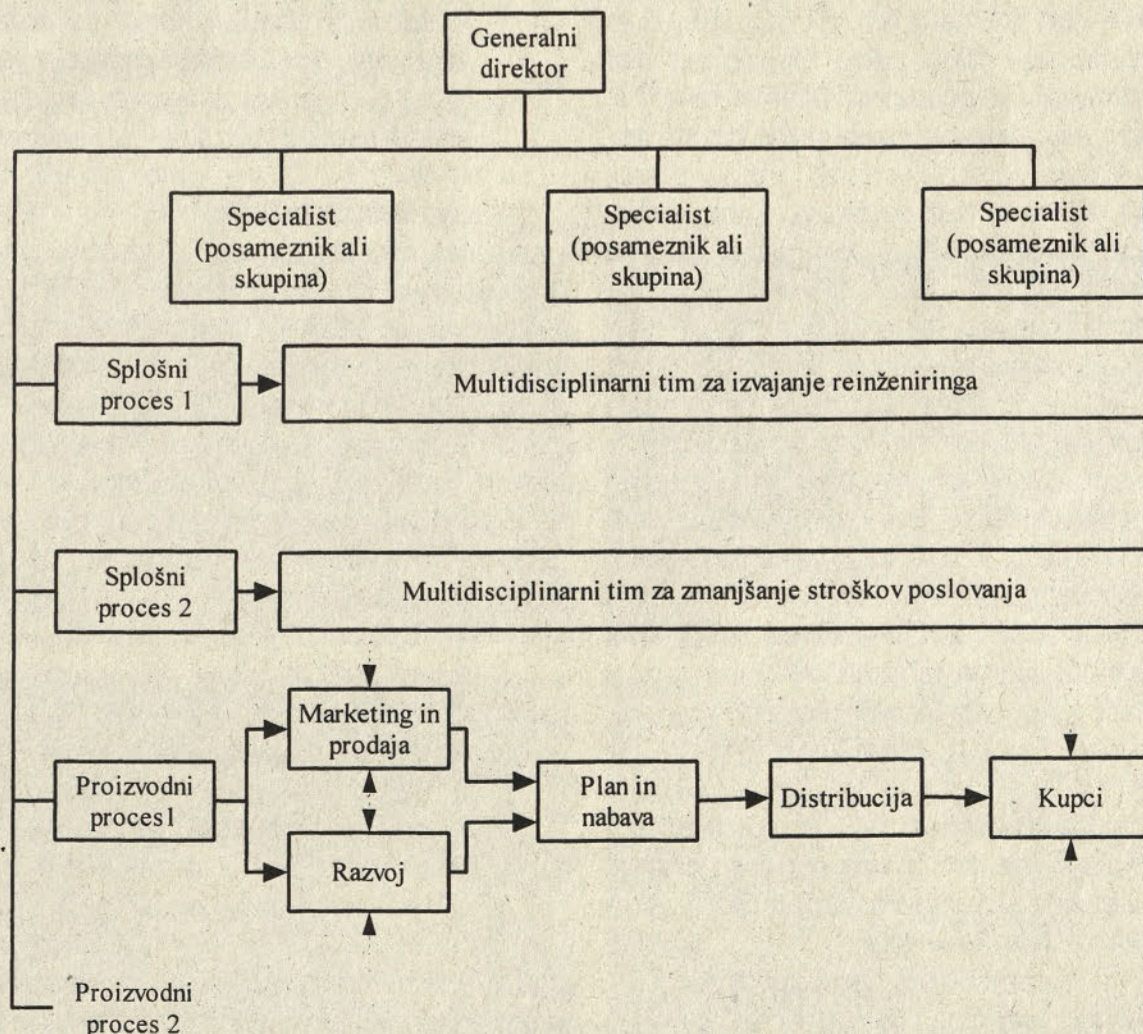 Generalni
direktor
Specialist
(posameznik ali
skupina)
Specialist
(posameznik ali
skupina)
Specialist
(posameznik ali
skupina)
Splošni
proces 1
Multidisciplinarni tim za izvajanje reinženiringa
Splošni
proces 2
Multidisciplinarni tim za zmanjšanje stroškov poslovanja
Marketing in
prodaja
Proizvodni
proces1
Razvoj
Plan in
nabava
Distribucija
Kupci
Proizvodni
proces 2